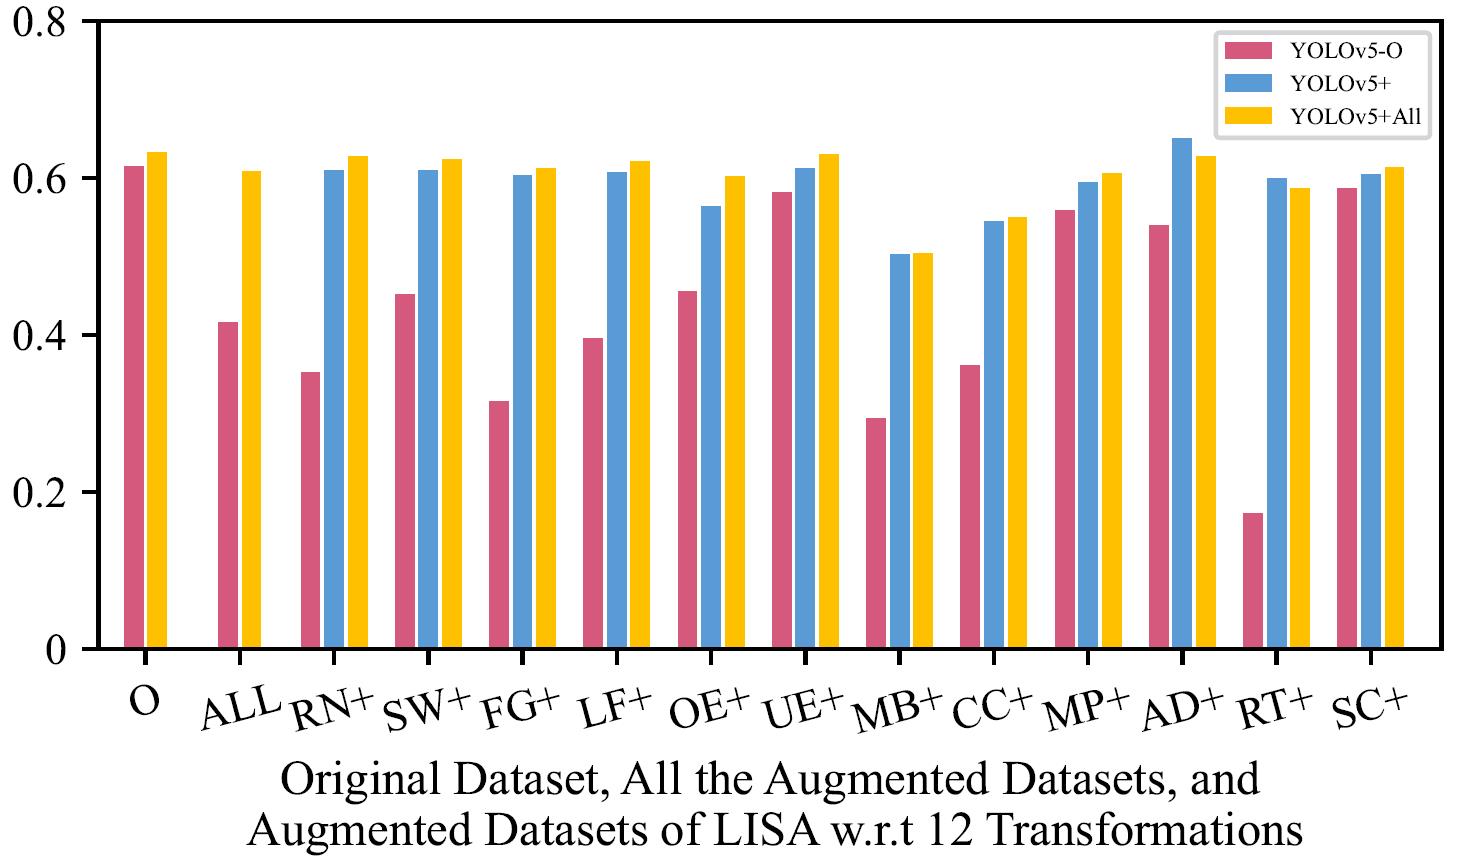 0.8
0.6
0.4
0.2
0
YOLOv5-O
YOLOv5+
YOLOv5+All
O ALL RN+ SW+ FG+ LF+ OE+ UE+ MB+ CC+ MP+ AD+ RT+ SC+
Original Dataset, All the Augmented Datasets, and
Augmented Datasets of LISA w.r.t 12 Transformations